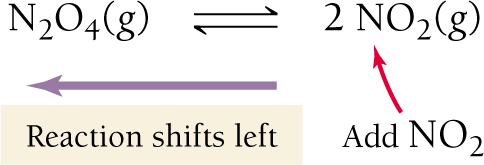 N₂O₄(g) ⇌ 2 NO₂(g)
Reaction shifts left
Add NO₂